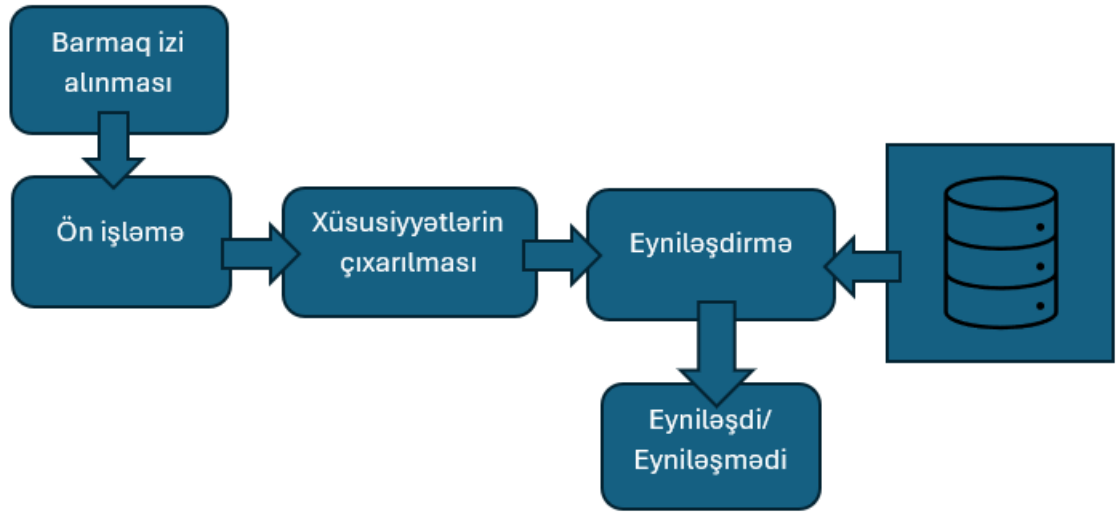 Barmaq izi
alınması
Ön işləmə
Xüsusiyyətlərin
çıxarılması
Eyniləşdirmə
Eyniləşdi/
Eyniləşmədi